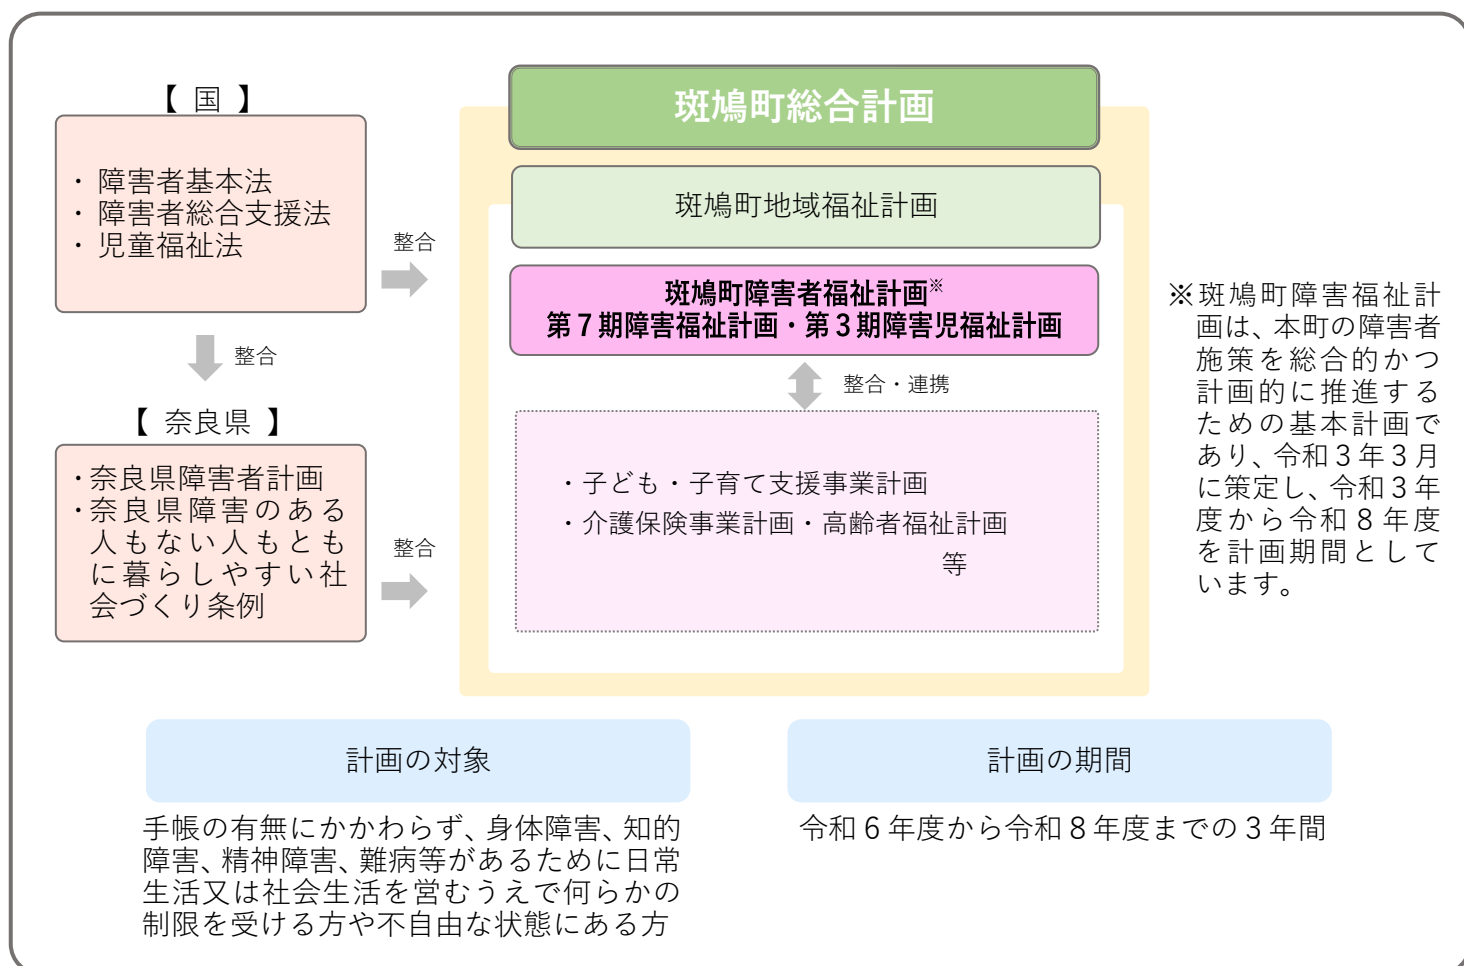 【 国 】
・ 障害者基本法
・ 障害者総合支援法
・ 児童福祉法
整合
整合
【 奈良県 】
・奈良県障害者計画
・奈良県障害のある
人もない人もとも
に暮らしやすい社
会づくり条例
整合
斑鳩町総合計画
斑鳩町地域福祉計画
斑鳩町障害者福祉計画※
第７期障害福祉計画・第３期障害児福祉計画
整合・連携
・子ども・子育て支援事業計画
・介護保険事業計画・高齢者福祉計画
等
※斑鳩町障害福祉計
画は、本町の障害者
施策を総合的かつ
計画的に推進する
ための基本計画で
あり、令和３年３月
に策定し、令和３年
度から令和８年度
を計画期間として
います。
計画の対象
手帳の有無にかかわらず、身体障害、知的
障害、精神障害、難病等があるために日常
生活又は社会生活を営むうえで何らかの
制限を受ける方や不自由な状態にある方
計画の期間
令和６年度から令和８年度までの３年間